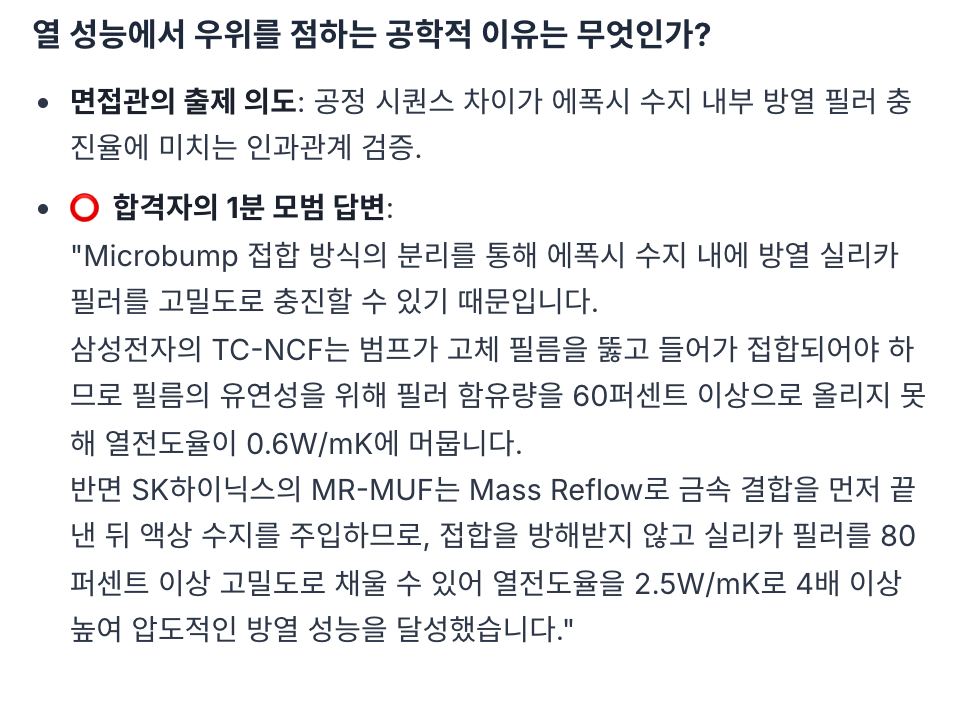 열 성능에서 우위를 점하는 공학적 이유는 무엇인가?
• 면접관의 출제 의도: 공정 시퀀스 차이가 에폭시 수지 내부 방열 필러 충
진율에 미치는 인과관계 검증.
• ⭕ 합격자의 1분 모범 답변:
"Microbump 접합 방식의 분리를 통해 에폭시 수지 내에 방열 실리카
필러를 고밀도로 충진할 수 있기 때문입니다.
삼성전자의 TC-NCF는 범프가 고체 필름을 뚫고 들어가 접합되어야 하
므로 필름의 유연성을 위해 필러 함유량을 60퍼센트 이상으로 올리지 못
해 열전도율이 0.6W/mK에 머뭅니다.
반면 SK하이닉스의 MR-MUF는 Mass Reflow로 금속 결합을 먼저 끝
낸 뒤 액상 수지를 주입하므로, 접합을 방해받지 않고 실리카 필러를 80
퍼센트 이상 고밀도로 채울 수 있어 열전도율을 2.5W/mK로 4배 이상
높여 압도적인 방열 성능을 달성했습니다."